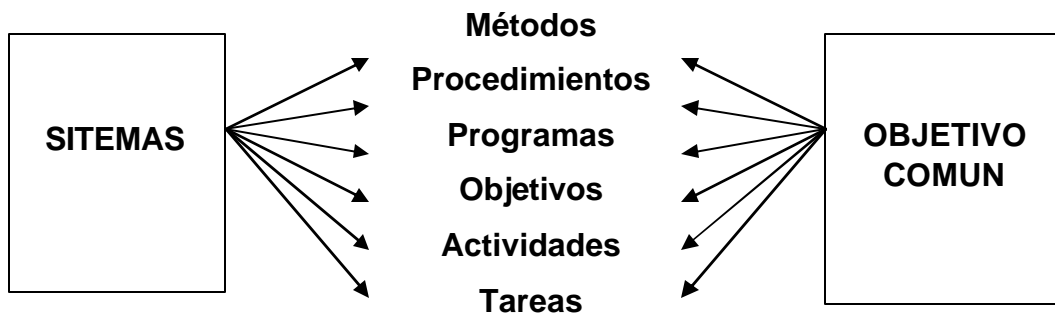 SITEMAS
Métodos
Procedimientos
Programas
Objetivos
Actividades
Tareas
OBJETIVO
COMUN